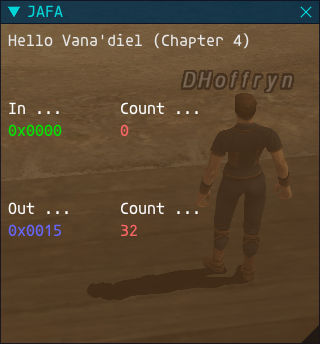 JAFA
Hello Vana'diel (Chapter 4)
DHoffryn
In ... Count ...
0x0000 0
Out ... Count ...
0x0015 32